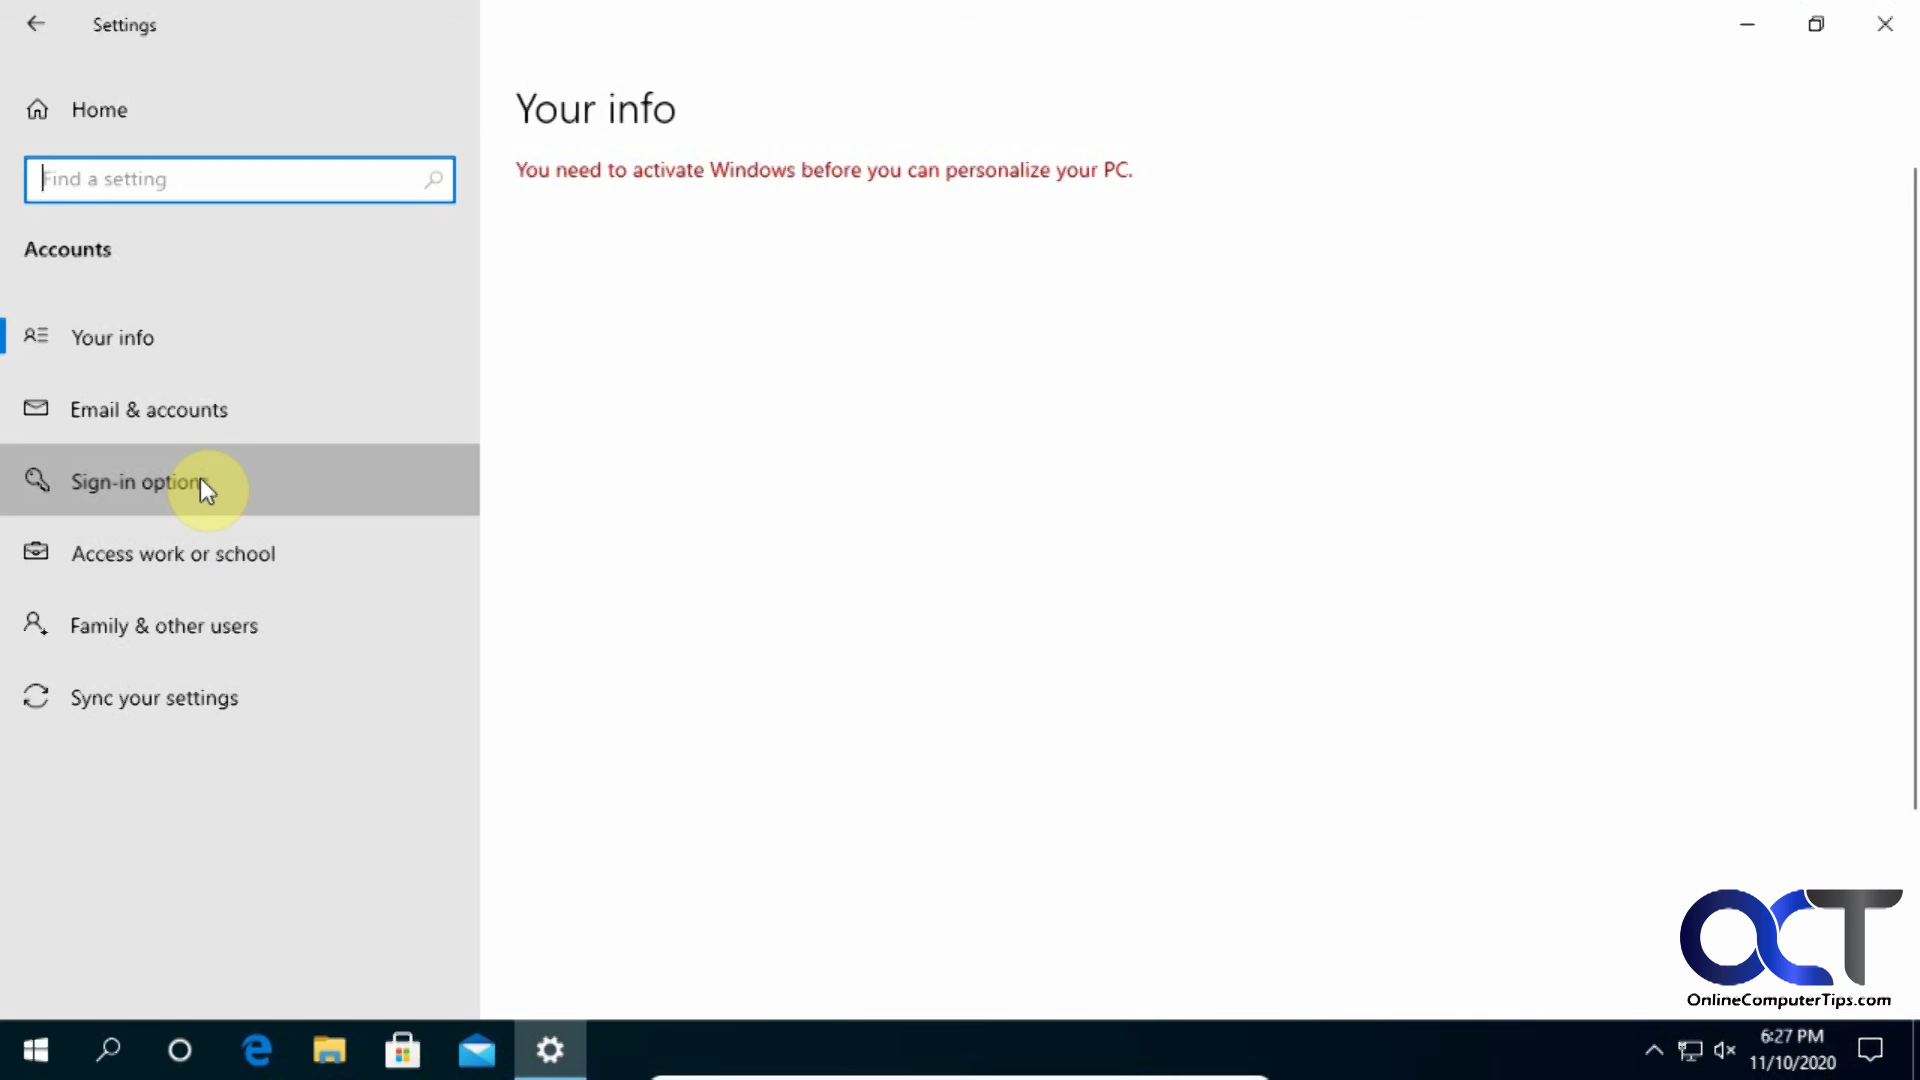 Settings
Home
Find a setting
Accounts
Your info
Email & accounts
Sign-in options
Access work or school
Family & other users
Sync your settings
Your info
You need to activate Windows before you can personalize your PC.
OCT
OnlineComputerTips.com
6:27 PM
11/10/2020